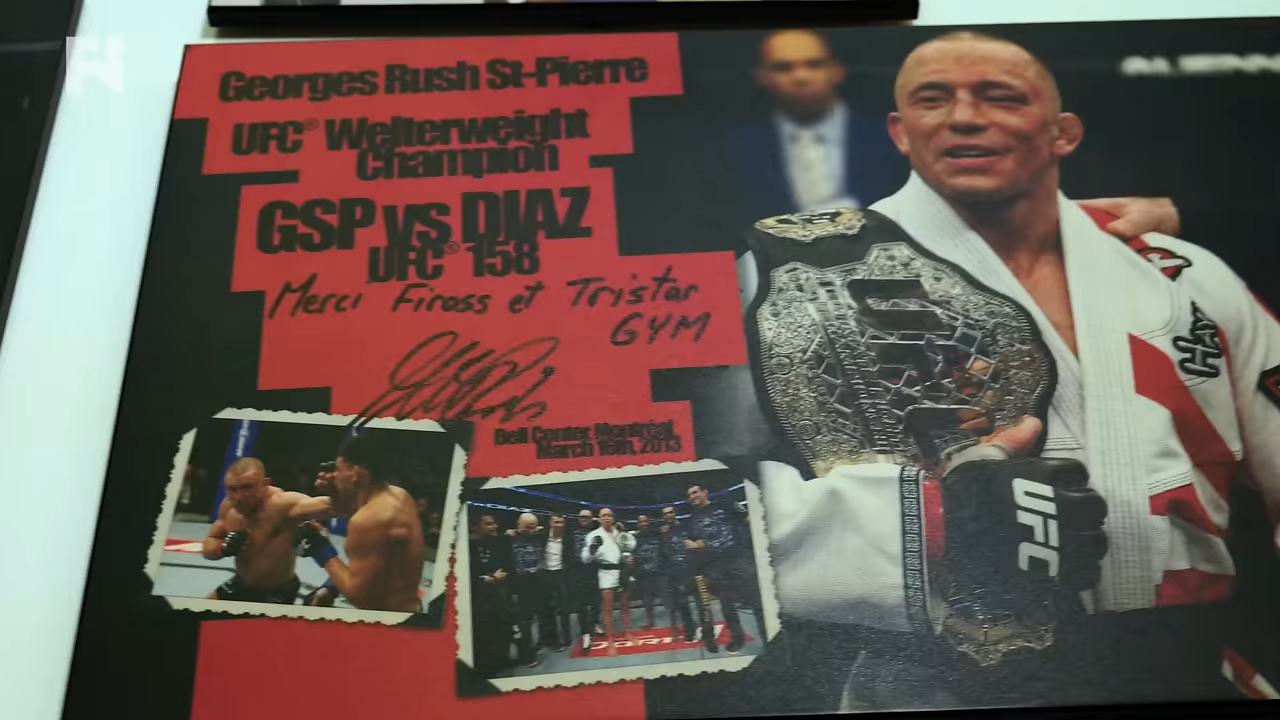 Georges Rush St-Pierre
UFC® Welterweight
Champion
GSP vs DIAZ
UFC® 158
Merci Firass et Tristar
GYM
Bell Center, Montréal,
March 16th, 2013
UFC